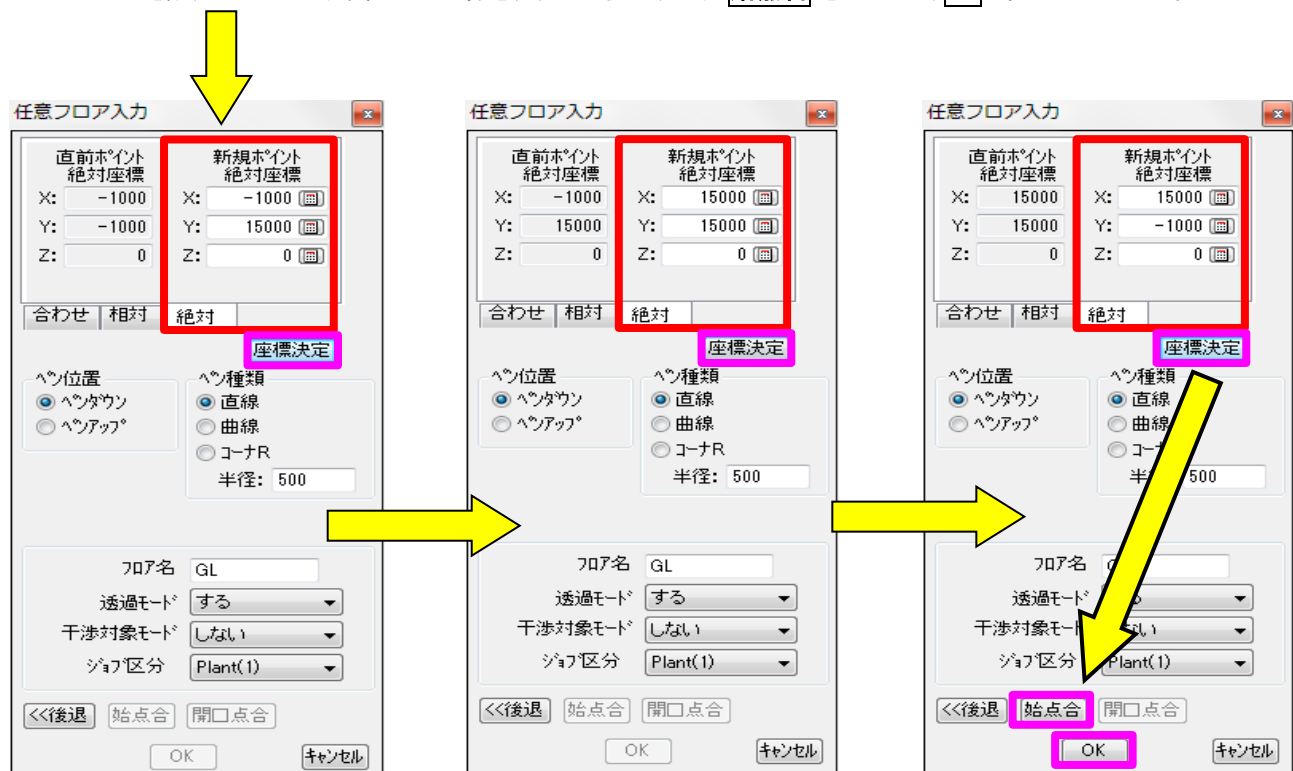 任意フロア入力
直前ポイント 新規ポイント
絶対座標 絶対座標
X: -1000 X: -1000
Y: -1000 Y: 15000
Z: 0 Z: 0
合わせ 相対 絶対
座標決定
ペン位置 ペン種類
ペンダウン 直線
ペンアップ 曲線
コーナR
半径: 500
フロア名 GL
透過モード する
干渉対象モード しない
ジョブ区分 Plant(1)
<<後退 始点合 開口点合
OK キャンセル
任意フロア入力
直前ポイント 新規ポイント
絶対座標 絶対座標
X: -1000 X: 15000
Y: 15000 Y: 15000
Z: 0 Z: 0
合わせ 相対 絶対
座標決定
ペン位置 ペン種類
ペンダウン 直線
ペンアップ 曲線
コーナR
半径: 500
フロア名 GL
透過モード する
干渉対象モード しない
ジョブ区分 Plant(1)
<<後退 始点合 開口点合
OK キャンセル
任意フロア入力
直前ポイント 新規ポイント
絶対座標 絶対座標
X: 15000 X: 15000
Y: 15000 Y: -1000
Z: 0 Z: 0
合わせ 相対 絶対
座標決定
ペン位置 ペン種類
ペンダウン 直線
ペンアップ 曲線
500
フロア名
透過モード
干渉対象モード
ジョブ区分 Plant(1)
<<後退 始点合 開口点合
OK キャンセル